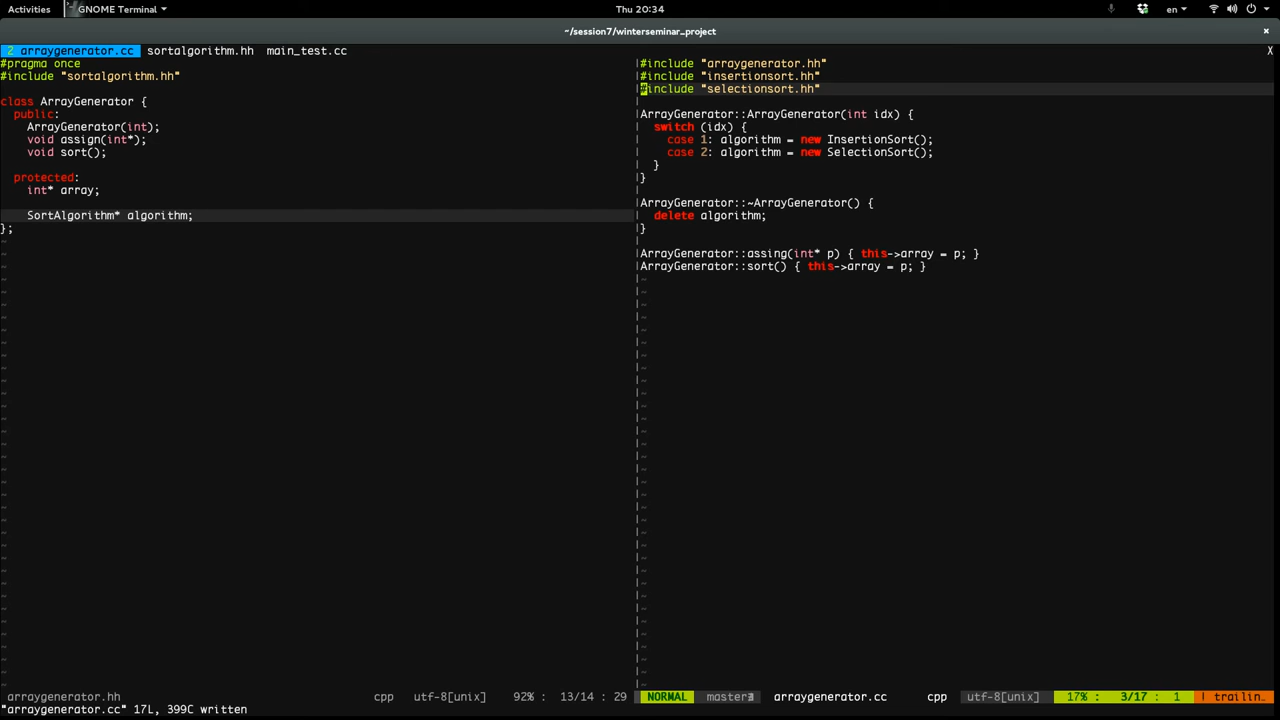 Activities GNOME Terminal Thu 20:34 en
~/session7/winterseminar_project ×
2 arraygenerator.cc sortalgorithm.hh main_test.cc X
#pragma once
#include "sortalgorithm.hh"
class ArrayGenerator {
public:
ArrayGenerator(int);
void assign(int*);
void sort();
protected:
int* array;
SortAlgorithm* algorithm;
};
#include "arraygenerator.hh"
#include "insertionsort.hh"
#include "selectionsort.hh"
ArrayGenerator::ArrayGenerator(int idx) {
switch (idx) {
case 1: algorithm = new InsertionSort();
case 2: algorithm = new SelectionSort();
}
}
ArrayGenerator::~ArrayGenerator() {
delete algorithm;
}
ArrayGenerator::assing(int* p) { this->array = p; }
ArrayGenerator::sort() { this->array = p; }
arraygenerator.hh cpp utf-8[unix] 92% : 13/14 : 29
NORMAL arraygenerator.cc cpp utf-8[unix] 17% : 3/17 : 1 trailin…
"arraygenerator.cc" 17L, 399C written